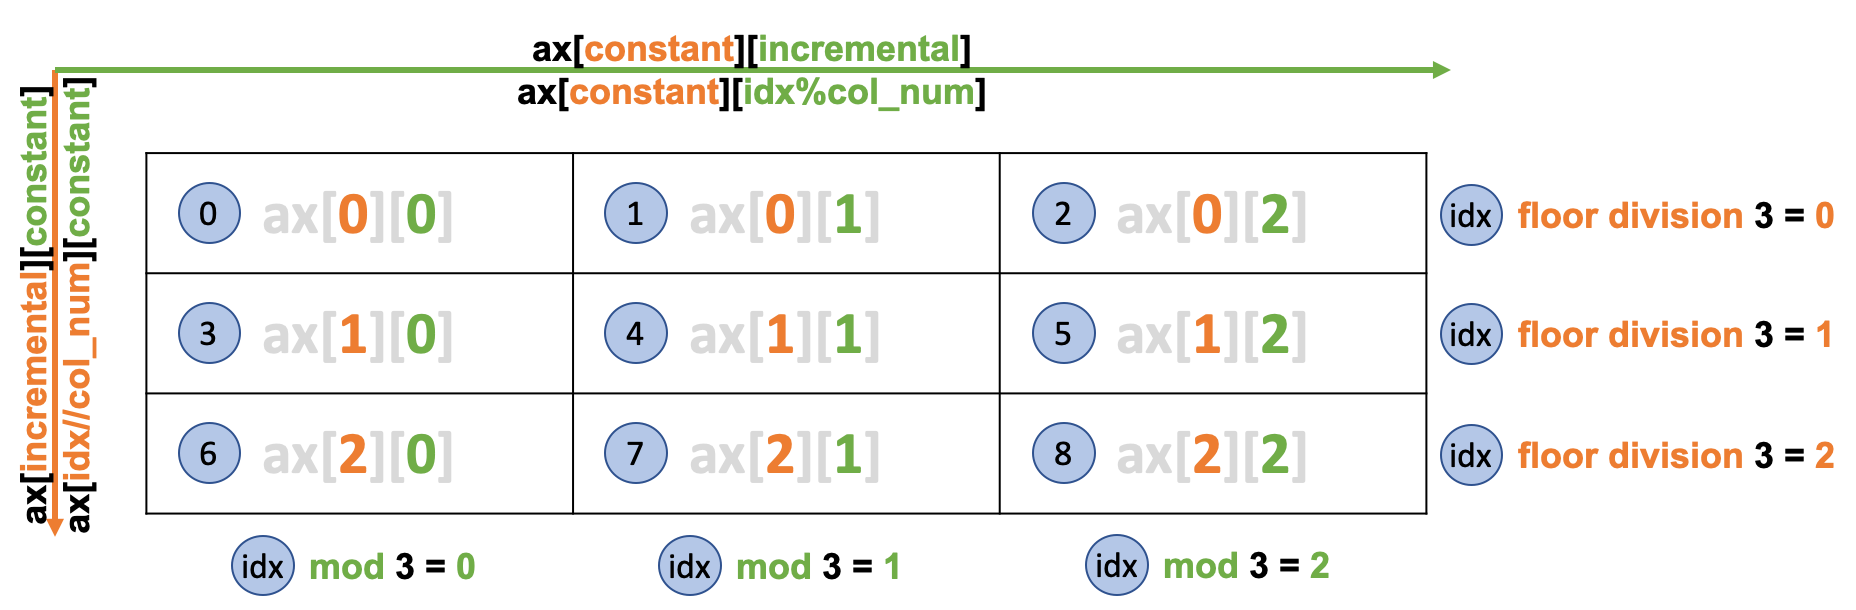 ax[constant][incremental]
ax[constant][idx%col_num]
ax[incremental][constant]
ax[idx//col_num][constant]
0 ax[0][0] 1 ax[0][1] 2 ax[0][2] idx floor division 3 = 0
3 ax[1][0] 4 ax[1][1] 5 ax[1][2] idx floor division 3 = 1
6 ax[2][0] 7 ax[2][1] 8 ax[2][2] idx floor division 3 = 2
idx mod 3 = 0 idx mod 3 = 1 idx mod 3 = 2